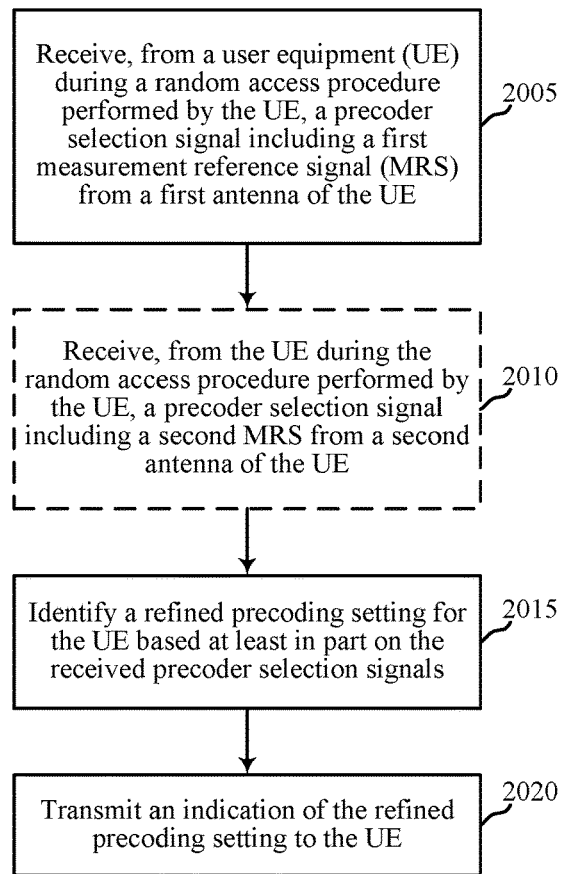 Receive, from a user equipment (UE)
during a random access procedure
performed by the UE, a precoder
selection signal including a first
measurement reference signal (MRS)
from a first antenna of the UE
2005
Receive, from the UE during the
random access procedure performed by
the UE, a precoder selection signal
including a second MRS from a second
antenna of the UE
2010
Identify a refined precoding setting for
the UE based at least in part on the
received precoder selection signals
2015
Transmit an indication of the refined
precoding setting to the UE
2020